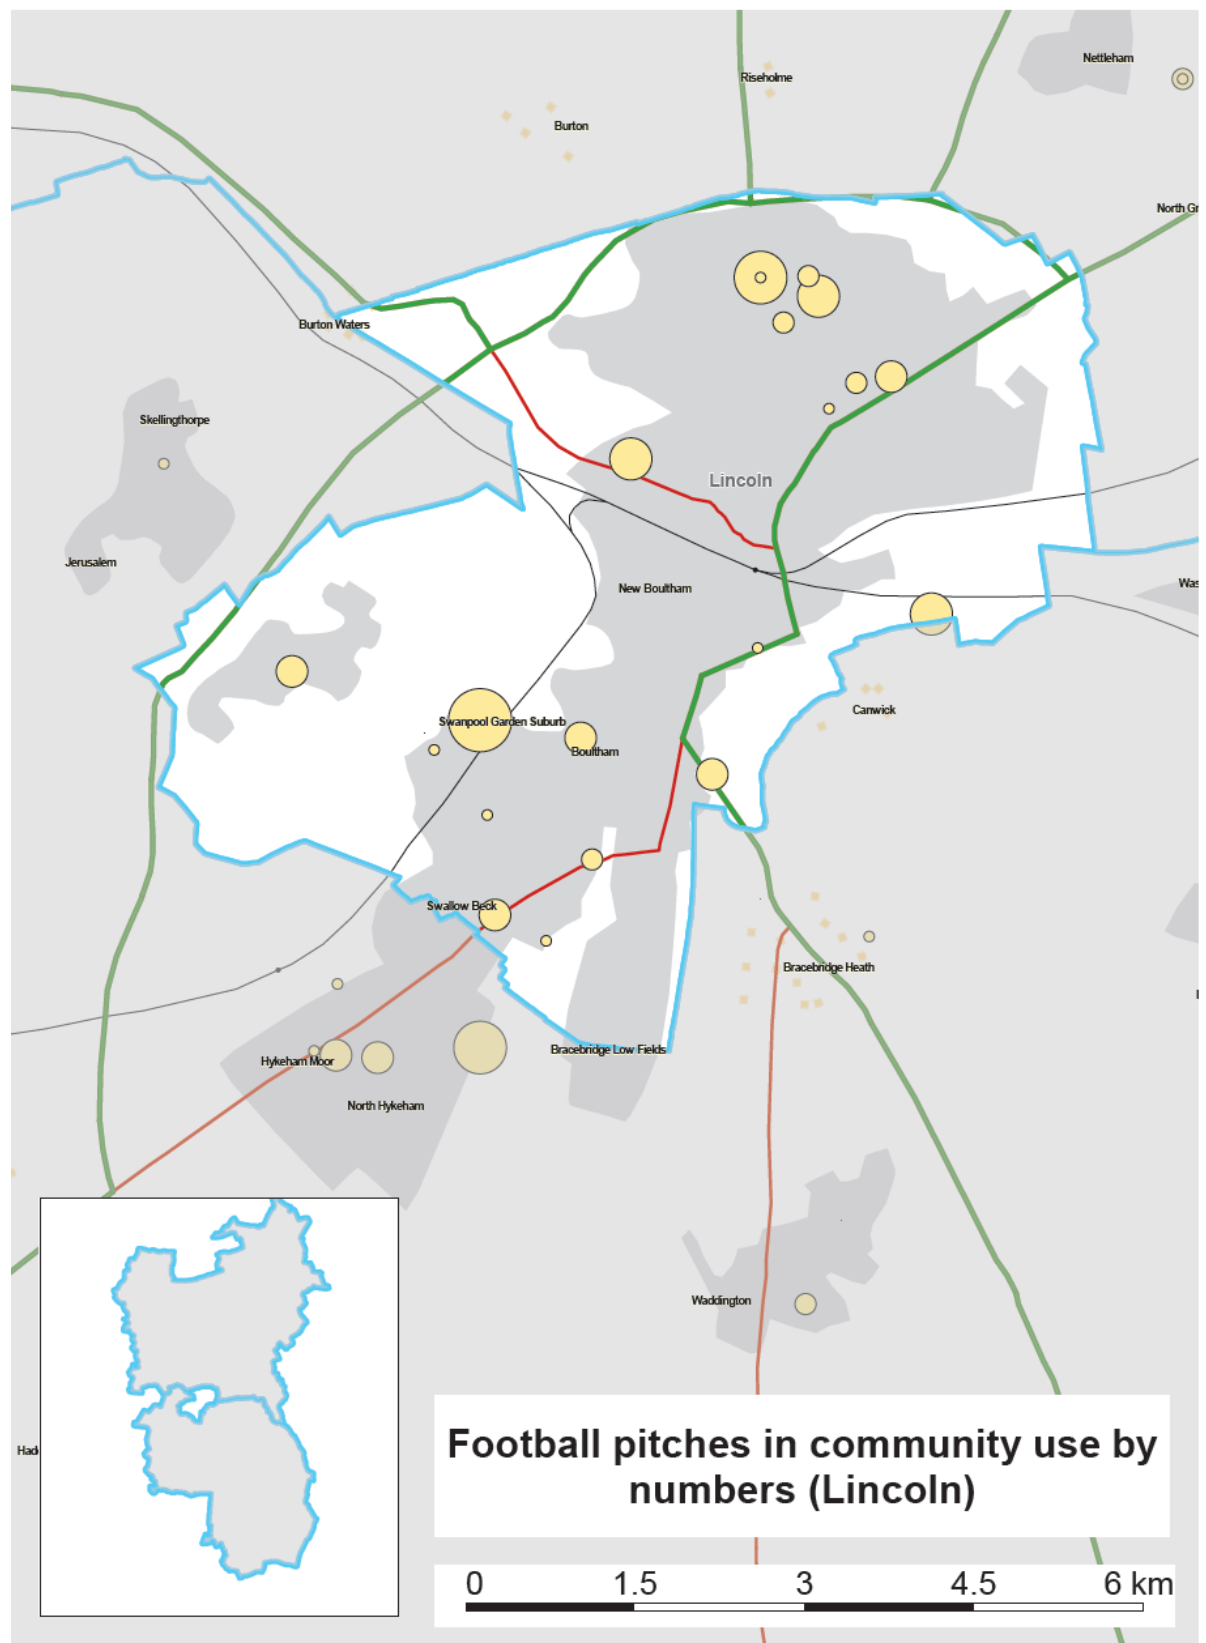 Nettleham
Riseholme
Burton
North Gr
Burton Waters
Skellingthorpe
Lincoln
Jerusalem
New Boultham
Was
Canwick
Swanpool Garden Suburb
Boultham
Swallow Beck
Bracebridge Heath
Bracebridge Low Fields
Hykeham Moor
North Hykeham
Waddington
Football pitches in community use by
numbers (Lincoln)
Had
0 1.5 3 4.5 6 km